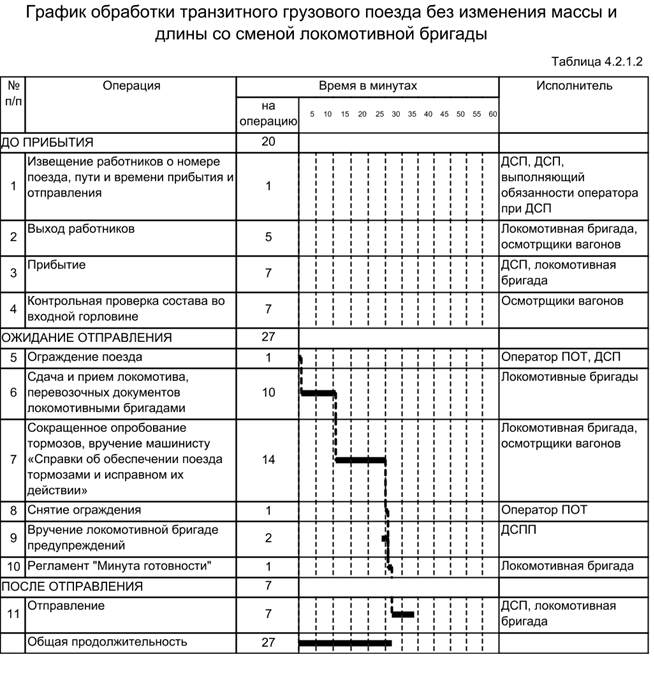 График обработки транзитного грузового поезда без изменения массы и
длины со сменой локомотивной бригады
Таблица 4.2.1.2
№ п/п
Операция
Время в минутах
Исполнитель
на операцию
5 10 15 20 25 30 35 40 45 50 55 60
ДО ПРИБЫТИЯ 20
1
Извещение работников о номере
поезда, пути и времени прибытия и
отправления
1
ДСП, ДСП,
выполняющий
обязанности оператора
при ДСП
2
Выход работников
5
Локомотивная бригада,
осмотрщики вагонов
3
Прибытие
7
ДСП, локомотивная
бригада
4
Контрольная проверка состава во
входной горловине
7
Осмотрщики вагонов
ОЖИДАНИЕ ОТПРАВЛЕНИЯ 27
5
Ограждение поезда
1
Оператор ПОТ, ДСП
6
Сдача и прием локомотива,
перевозочных документов
локомотивными бригадами
10
Локомотивные бригады
7
Сокращенное опробование
тормозов, вручение машинисту
«Справки об обеспечении поезда
тормозами и исправном их
действии»
14
Локомотивная бригада,
осмотрщики вагонов
8
Снятие ограждения
1
Оператор ПОТ
9
Вручение локомотивной бригаде
предупреждений
2
ДСПП
10
Регламент "Минута готовности"
1
Локомотивная бригада
ПОСЛЕ ОТПРАВЛЕНИЯ 7
11
Отправление
7
ДСП, локомотивная
бригада
Общая продолжительность 27